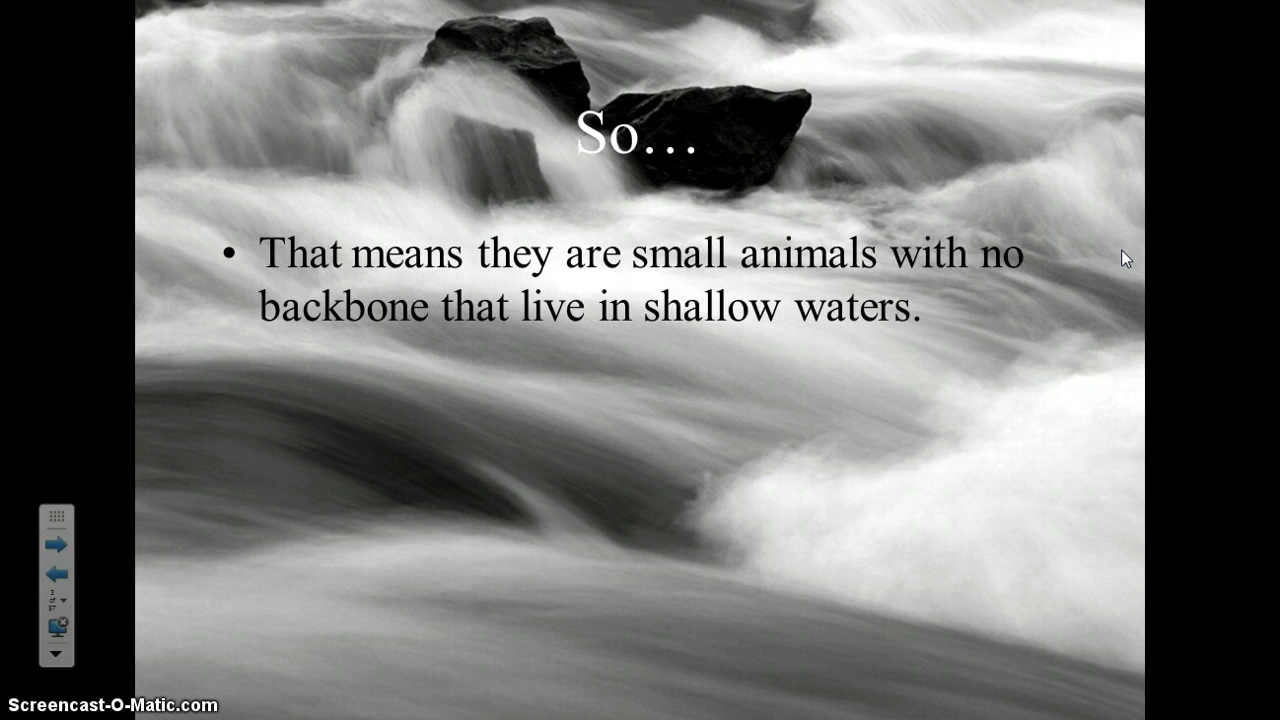 So…
• That means they are small animals with no
backbone that live in shallow waters.
Screencast-O-Matic.com